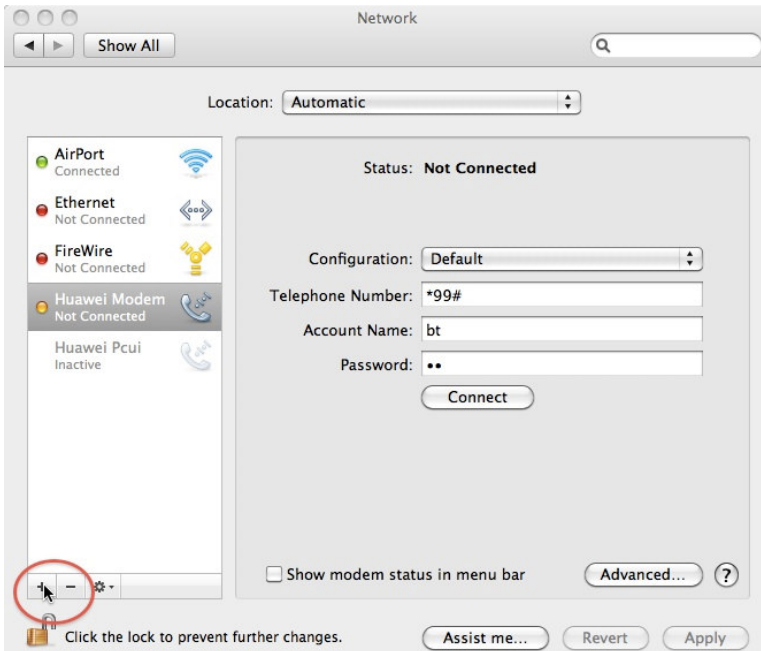 Network
Show All
Location: Automatic
AirPort
Connected
Ethernet
Not Connected
FireWire
Not Connected
Huawei Modem
Not Connected
Huawei Pcui
Inactive
Status: Not Connected
Configuration: Default
Telephone Number: *99#
Account Name: bt
Password: ••
Connect
Show modem status in menu bar
Advanced... ?
Click the lock to prevent further changes.
Assist me... Revert Apply